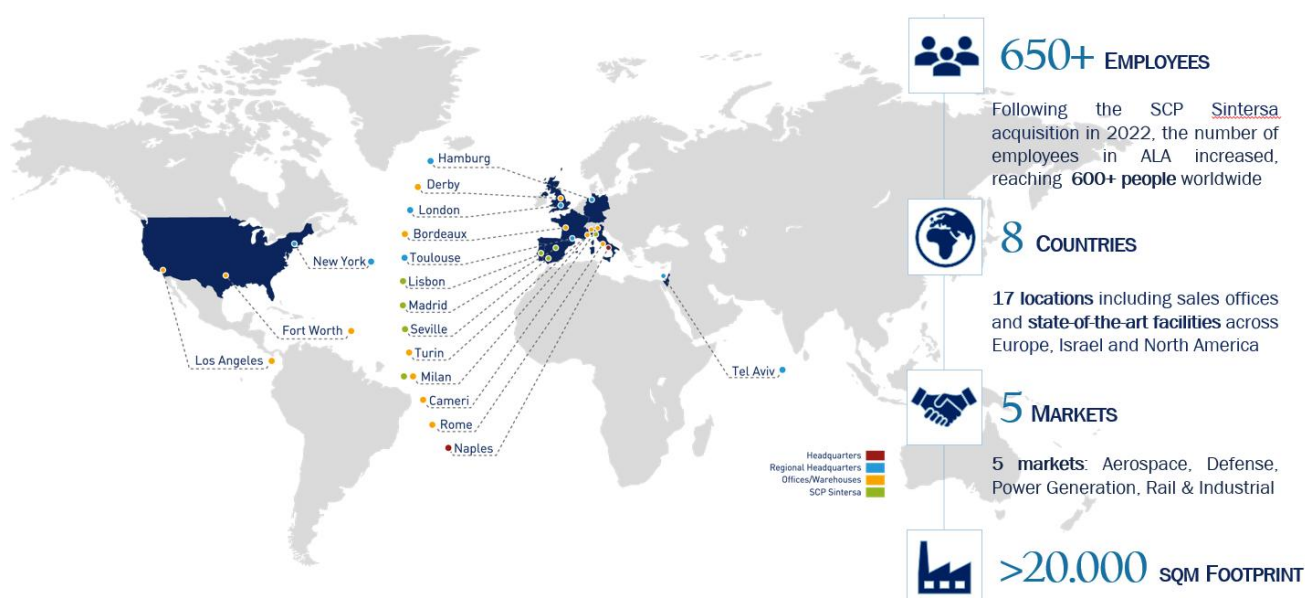 Hamburg
Derby
London
Bordeaux
Toulouse
Lisbon
Madrid
Seville
Turin
Milan
Cameri
Rome
Naples
New York
Fort Worth
Los Angeles
Tel Aviv
Headquarters
Regional Headquarters
Offices/Warehouses
SCP Sintersa
650+ EMPLOYEES
Following the SCP Sintersa
acquisition in 2022, the number of
employees in ALA increased,
reaching 600+ people worldwide
8 COUNTRIES
17 locations including sales offices
and state-of-the-art facilities across
Europe, Israel and North America
5 MARKETS
5 markets: Aerospace, Defense,
Power Generation, Rail & Industrial
>20.000 SQM FOOTPRINT